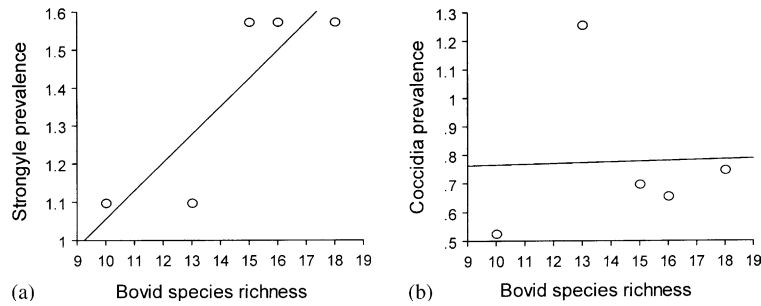 1.6
1.5
1.4
1.3
1.2
1.1
1
Strongyle prevalence
9 10 11 12 13 14 15 16 17 18 19
(a) Bovid species richness
1.3
1.2
1.1
1
.9
.8
.7
.6
.5
Coccidia prevalence
9 10 11 12 13 14 15 16 17 18 19
(b) Bovid species richness